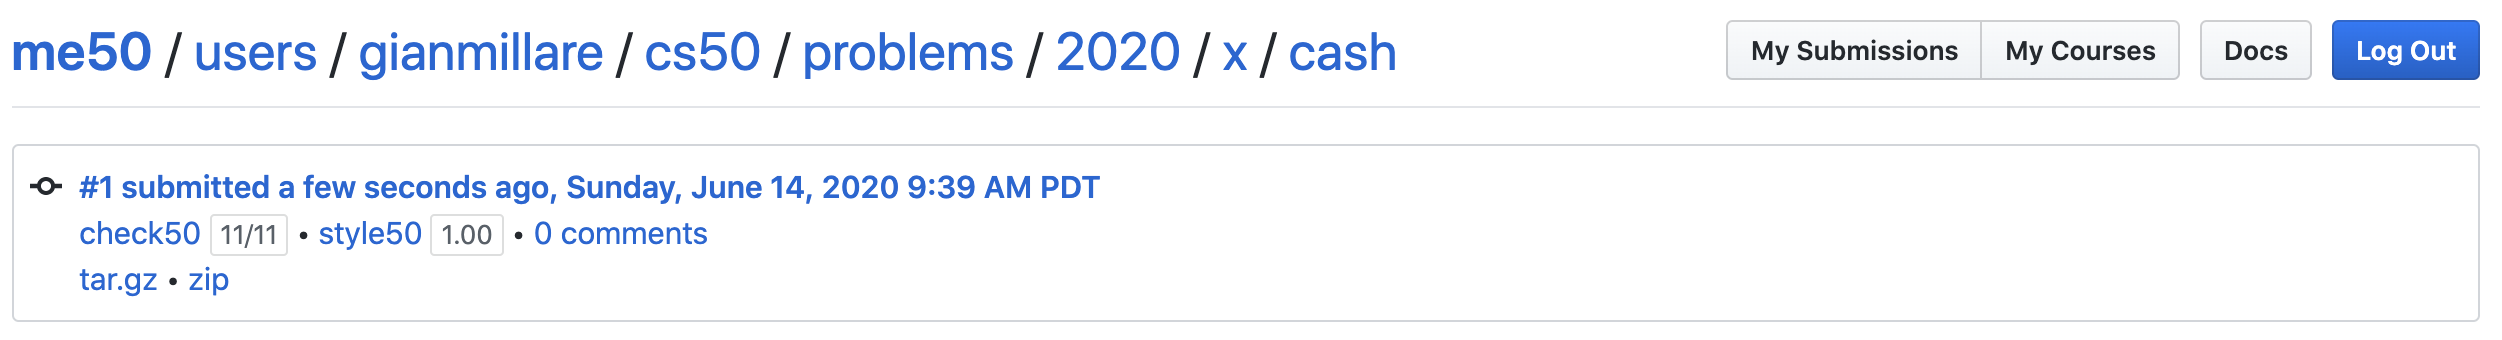 me50 / users / gianmillare / cs50 / problems / 2020 / x / cash My Submissions My Courses Docs Log Out
#1 submitted a few seconds ago, Sunday, June 14, 2020 9:39 AM PDT
check50 11/11 • style50 1.00 • 0 comments
tar.gz • zip